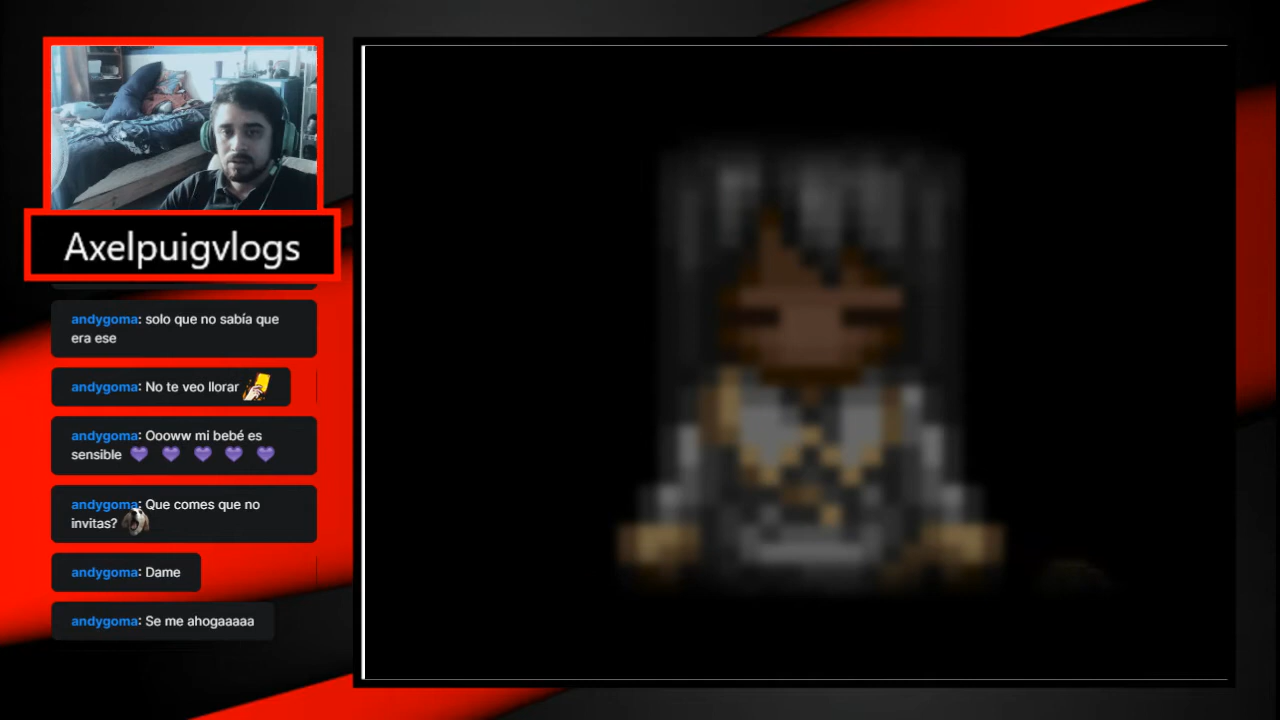 Axelpuigvlogs
andygoma: solo que no sabía que
era ese
andygoma: No te veo llorar
andygoma: Oooww mi bebé es
sensible
andygoma: Que comes que no
invitas?
andygoma: Dame
andygoma: Se me ahogaaaaa